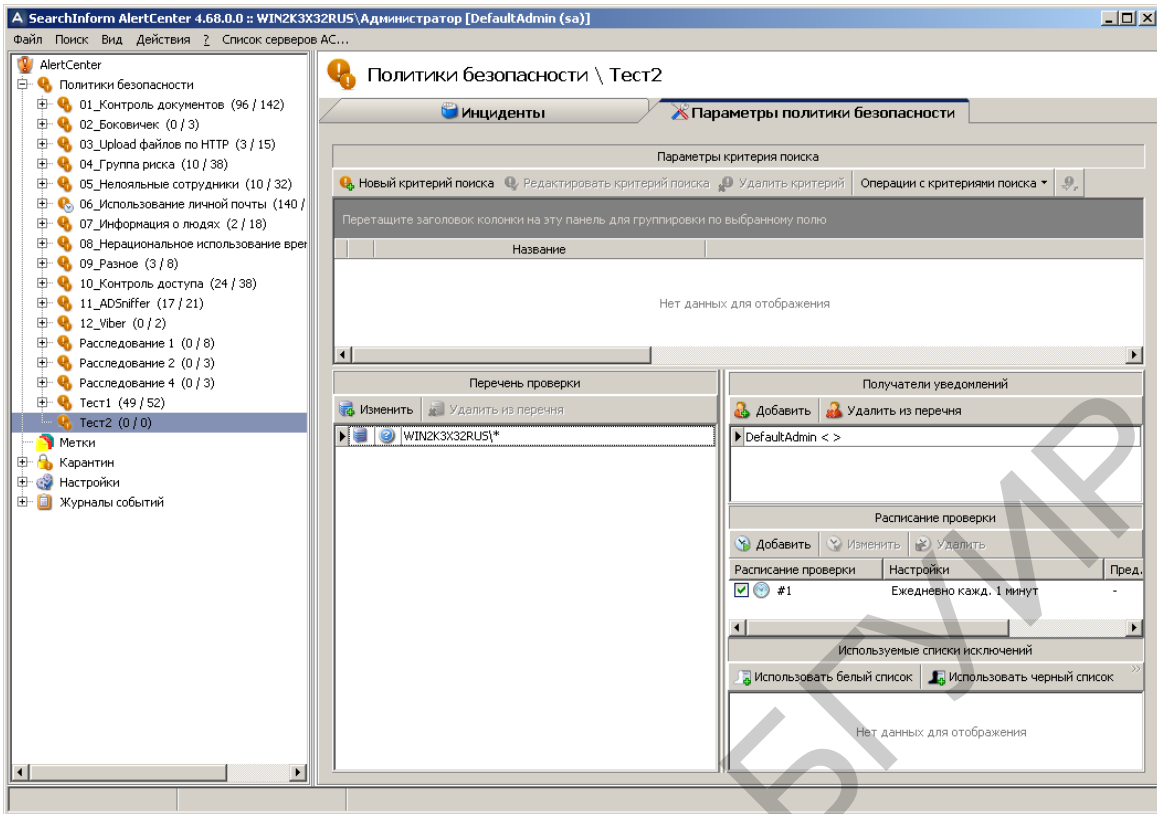 SearchInform AlertCenter 4.68.0.0 :: WIN2K3X32RUS\Администратор [DefaultAdmin (sa)]
Файл Поиск Вид Действия ? Список серверов АС...
AlertCenter
Политики безопасности
01_Контроль документов (96 / 142)
02_Боковичек (0 / 3)
03_Upload файлов по HTTP (3 / 15)
04_Группа риска (10 / 38)
05_Нелояльные сотрудники (10 / 32)
06_Использование личной почты (140 /
07_Информация о людях (2 / 18)
08_Нерациональное использование врем
09_Разное (3 / 8)
10_Контроль доступа (24 / 38)
11_ADSniffer (17 / 21)
12_Viber (0 / 2)
Расследование 1 (0 / 8)
Расследование 2 (0 / 3)
Расследование 4 (0 / 3)
Тест1 (49 / 52)
Тест2 (0 / 0)
Метки
Карантин
Настройки
Журналы событий
Политики безопасности \ Тест2
Инциденты
Параметры политики безопасности
Параметры критерия поиска
Новый критерий поиска Редактировать критерий поиска Удалить критерий Операции с критериями поиска
Перетащите заголовок колонки на эту панель для группировки по выбранному полю
Название
Нет данных для отображения
Перечень проверки
Изменить Удалить из перечня
WIN2K3X32RUS\*
Получатели уведомлений
Добавить Удалить из перечня
DefaultAdmin < >
Расписание проверки
Добавить Изменить Удалить
Расписание проверки Настройки Пред.
#1 Ежедневно кажд. 1 минут -
Используемые списки исключений
Использовать белый список Использовать черный список
Нет данных для отображения
БГУИР